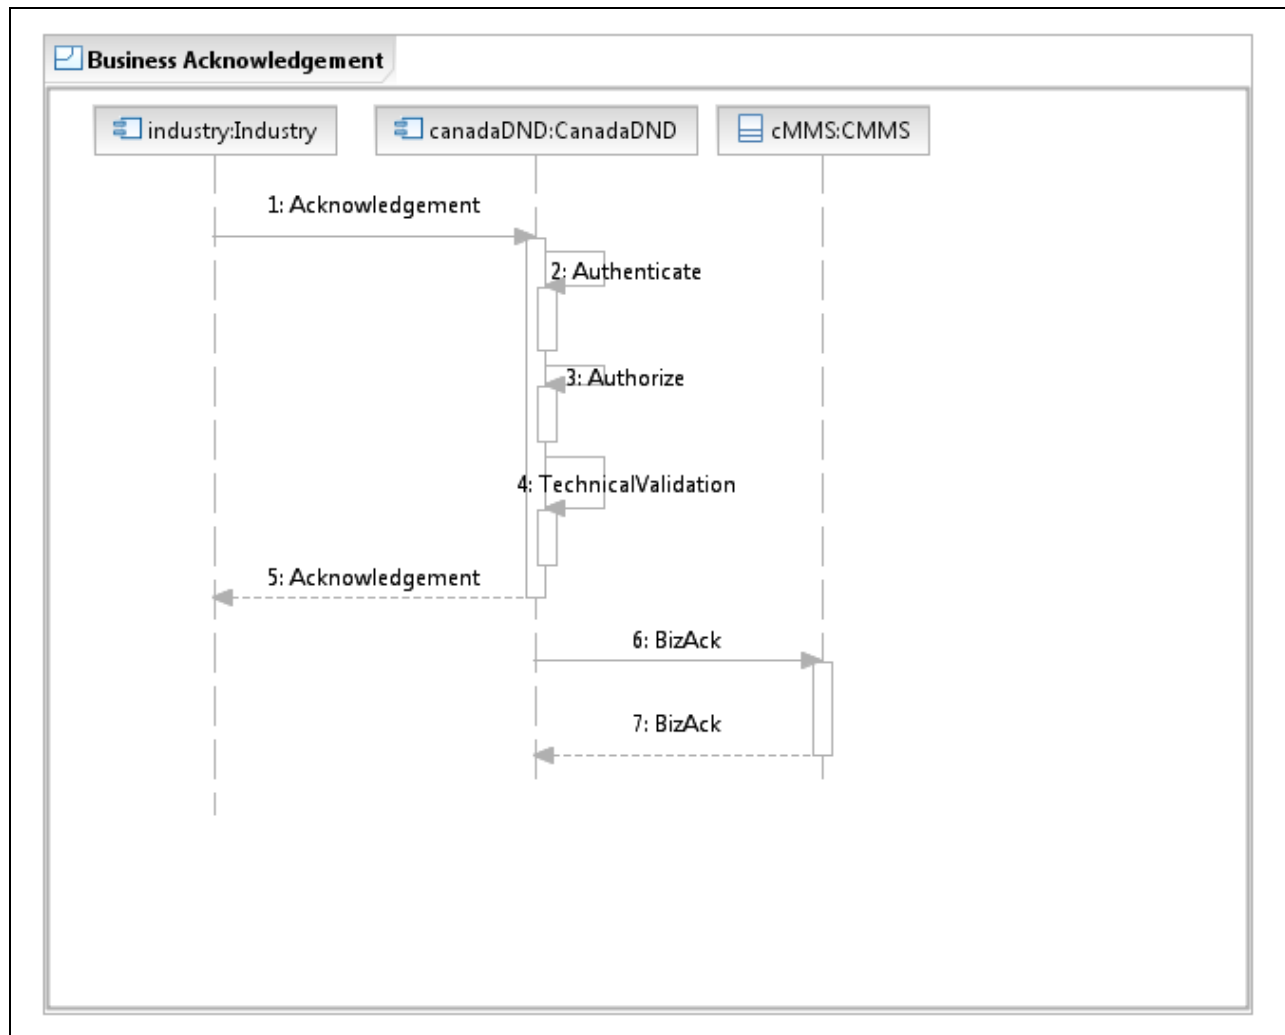 Business Acknowledgement
industry:Industry
canadaDND:CanadaDND
cMMS:CMMS
1: Acknowledgement
2: Authenticate
3: Authorize
4: TechnicalValidation
5: Acknowledgement
6: BizAck
7: BizAck